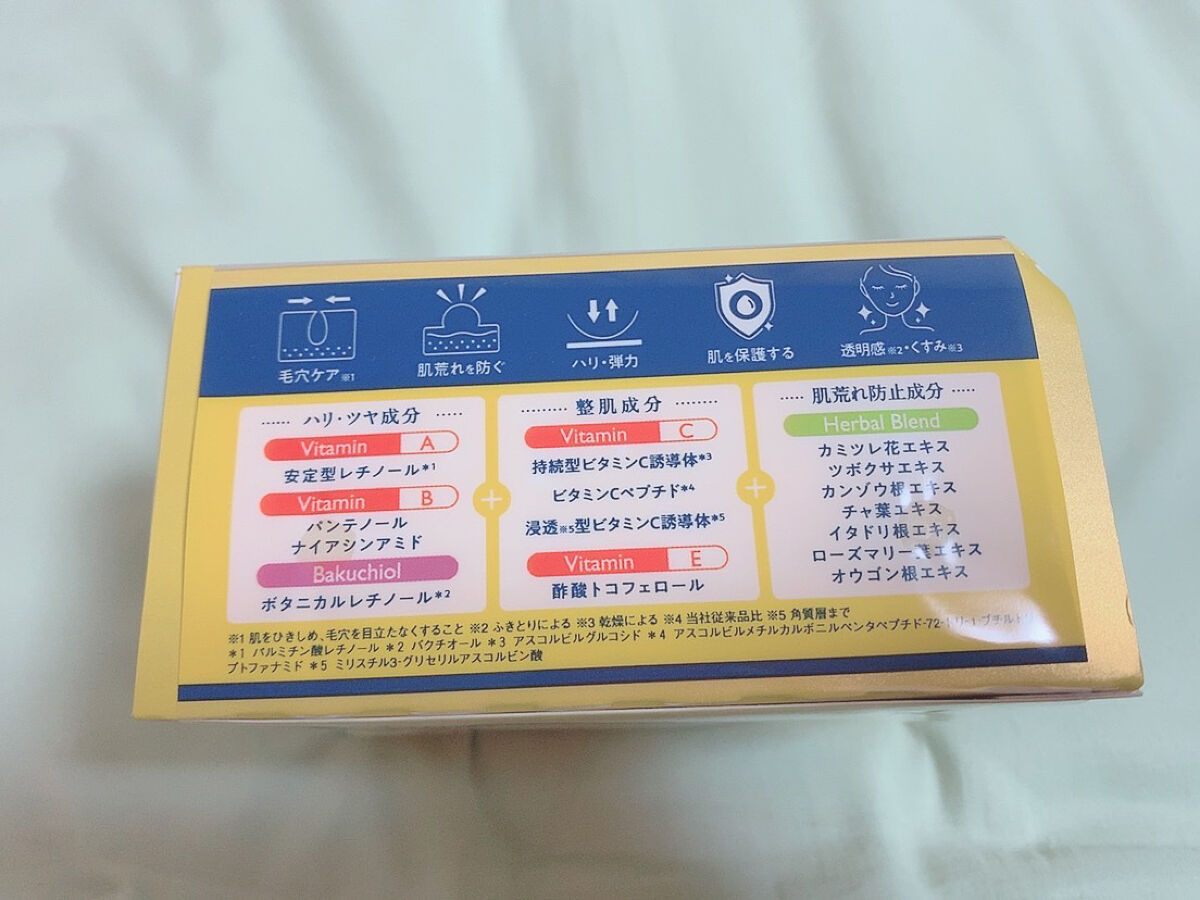 毛穴ケア※1
肌荒れを防ぐ
ハリ・弾力
肌を保護する
透明感※2・くすみ※3
ハリ・ツヤ成分
Vitamin A
安定型レチノール*1
Vitamin B
パンテノール
ナイアシンアミド
Bakuchiol
ボタニカルレチノール*2
+
整肌成分
Vitamin C
持続型ビタミンC誘導体*3
ビタミンCペプチド*4
浸透※5型ビタミンC誘導体*5
Vitamin E
酢酸トコフェロール
+
肌荒れ防止成分
Herbal Blend
カミツレ花エキス
ツボクサエキス
カンゾウ根エキス
チャ葉エキス
イタドリ根エキス
ローズマリー葉エキス
オウゴン根エキス
※1 肌をひきしめ、毛穴を目立たなくすること ※2 ふきとりによる ※3 乾燥による ※4 当社従来品比 ※5 角質層まで
*1 パルミチン酸レチノール *2 バクチオール *3 アスコルビルグルコシド *4 アスコルビルメチルカルボニルペンタペプチド-72
プトファナミド *5 ミリスチル3-グリセリルアスコルビン酸